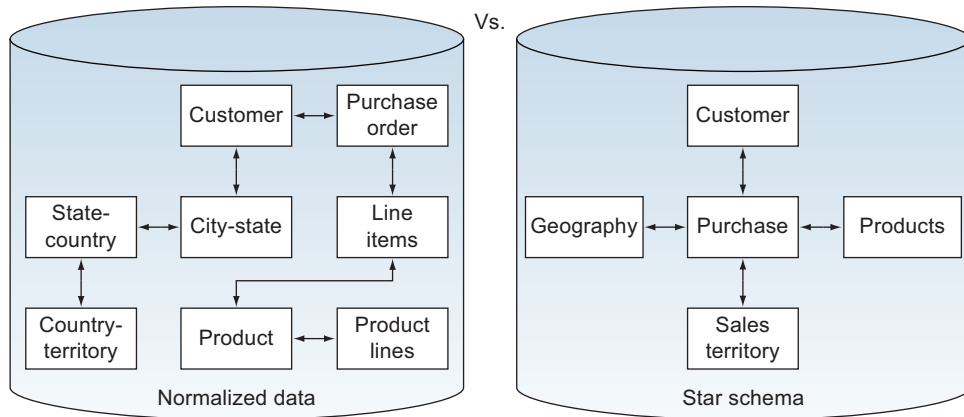 Vs.
Customer
Purchase
order
State-
country
City-state
Line
items
Country-
territory
Product
Product
lines
Normalized data
Customer
Geography
Purchase
Products
Sales
territory
Star schema